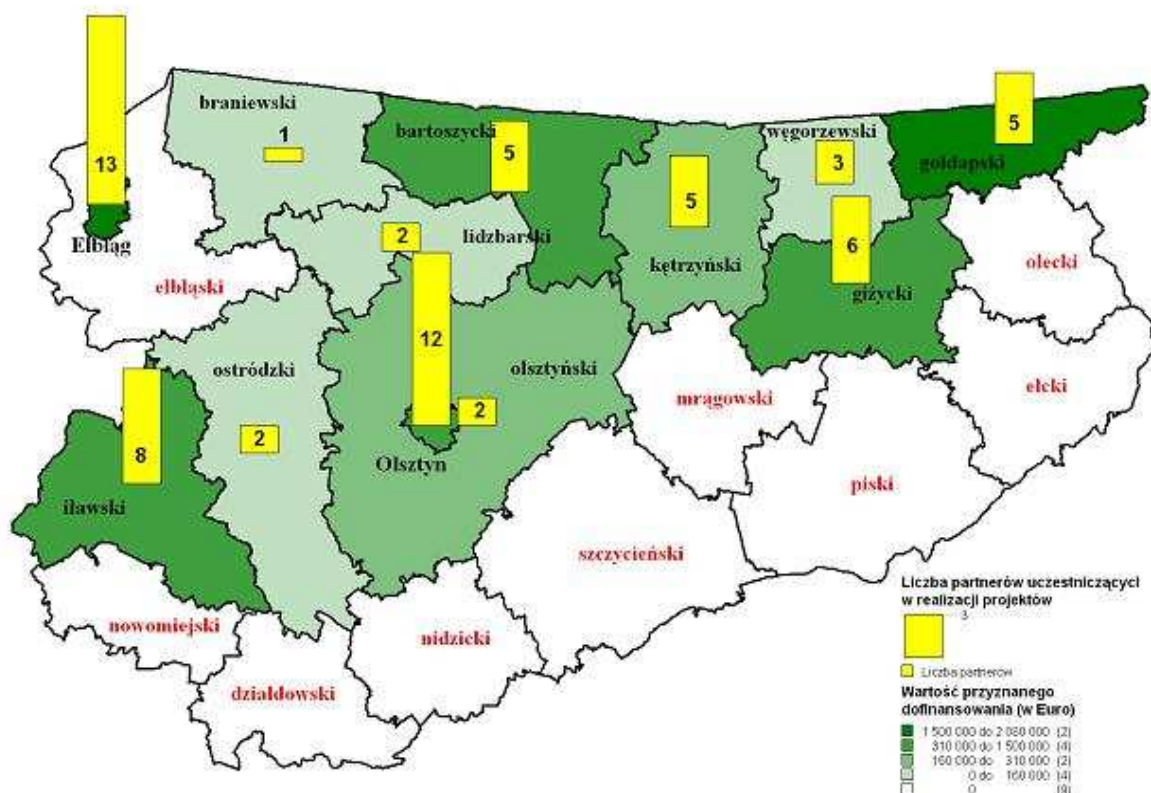 braniewski
1
bartoszycki
5
węgorzewski
3
5
gołdapski
13
Elbląg
elbląski
2
lidzbarski
5
kętrzyński
6
giżycki
olecki
ostródzki
2
12
olsztyński
2
Olsztyn
mrągowski
ełcki
8
iławski
piski
szczycieński
nowomiejski
nidzicki
działdowski
Liczba partnerów uczestniczącyci
w realizacji projektów
3
Liczba partnerów
Wartość przyznanego
dofinansowania (w Euro)
1 500 000 do 2 080 000 (2)
310 000 do 1 500 000 (4)
160 000 do 310 000 (2)
0 do 160 000 (4)
0 (9)